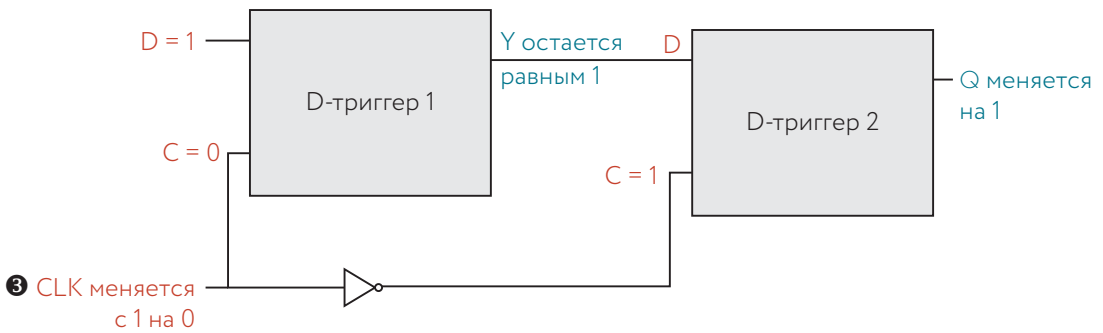 D = 1
Y остается
равным 1
D
Q меняется
на 1
D-триггер 1
D-триггер 2
C = 0
C = 1
❸ CLK меняется
с 1 на 0